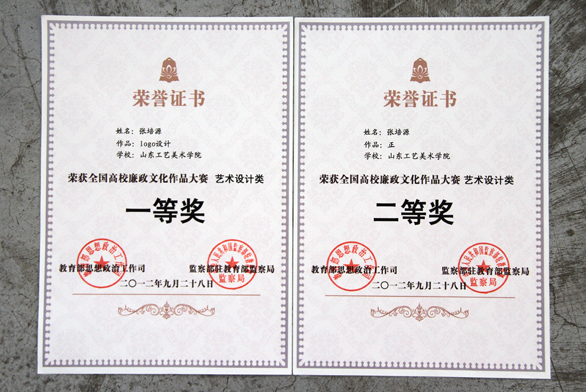 荣誉证书
姓名：张培源
作品：logo设计
学校：山东工艺美术学院
荣获全国高校廉政文化作品大赛 艺术设计类
一等奖
教育部思想政治工作司 监察部驻教育部监察局
监察局
二〇一二年九月二十八日
荣誉证书
姓名：张培源
作品：正
学校：山东工艺美术学院
荣获全国高校廉政文化作品大赛 艺术设计类
二等奖
教育部思想政治工作司 监察部驻教育部监察局
监察局
二〇一二年九月二十八日